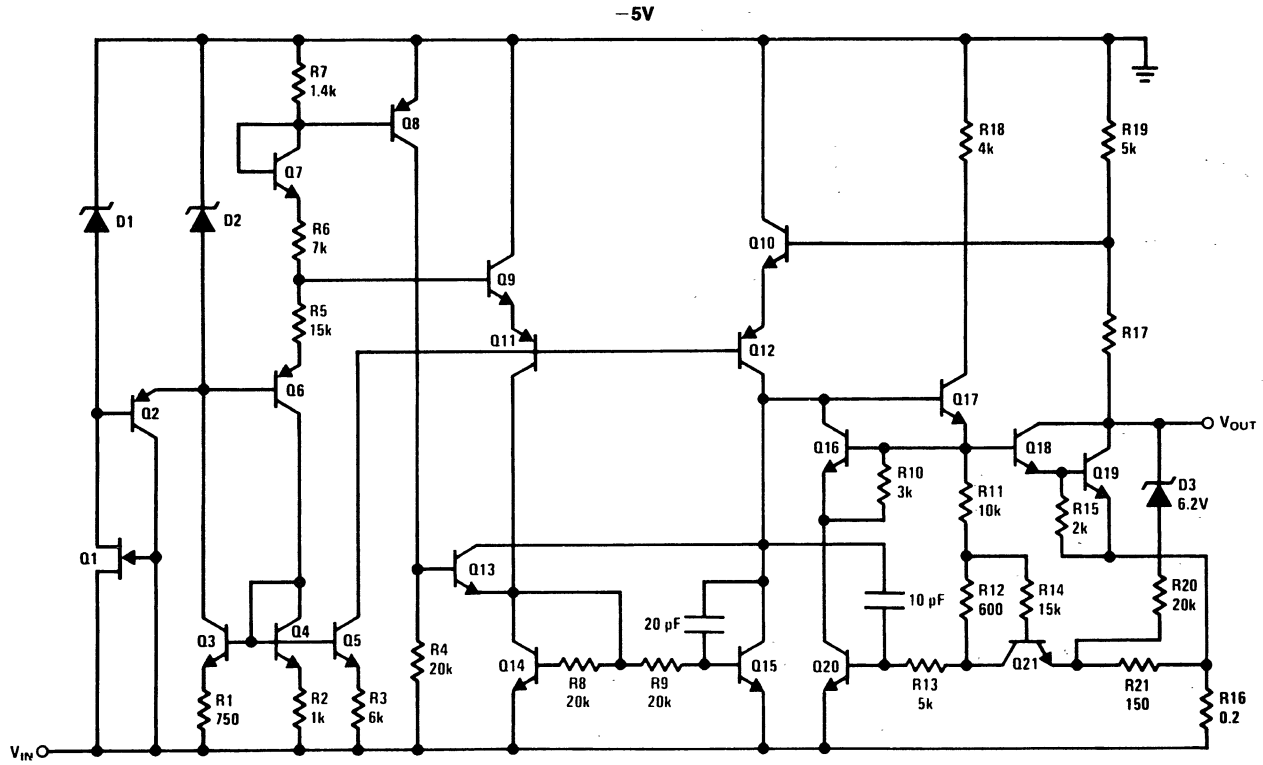 −5V
R7
1.4k
Q8
R18
4k
R19
5k
Q7
D1
D2
R6
7k
Q10
Q9
R5
15k
Q11
Q12
R17
Q6
Q2
Q17
VOUT
Q16
Q18
R10
3k
Q19
R11
10k
D3
6.2V
R15
2k
Q1
Q13
10 pF
R12
600
R14
15k
R20
20k
20 pF
Q3
Q4
Q5
R4
20k
Q14
R8
20k
R9
20k
Q15
Q20
R13
5k
Q21
R21
150
R1
750
R2
1k
R3
6k
R16
0.2
VIN